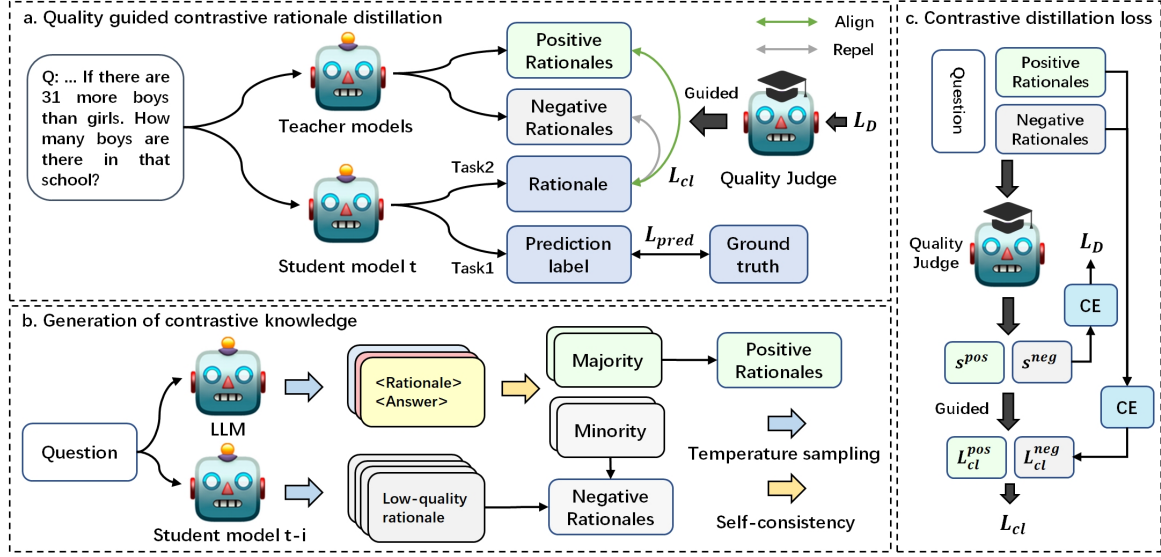 a. Quality guided contrastive rationale distillation
Q: ... If there are
31 more boys
than girls. How
many boys are
there in that
school?
Teacher models
Student model t
Task2
Task1
Positive
Rationales
Negative
Rationales
Rationale
Prediction
label
L_pred
Ground
truth
L_cl
Align
Repel
Guided
Quality Judge
L_D
b. Generation of contrastive knowledge
Question
LLM
Student model t-i
<Rationale>
<Answer>
Low-quality
rationale
Majority
Minority
Positive
Rationales
Negative
Rationales
Temperature sampling
Self-consistency
c. Contrastive distillation loss
Question
Positive
Rationales
Negative
Rationales
Quality
Judge
L_D
CE
s^pos
s^neg
Guided
CE
L_cl^pos
L_cl^neg
L_cl